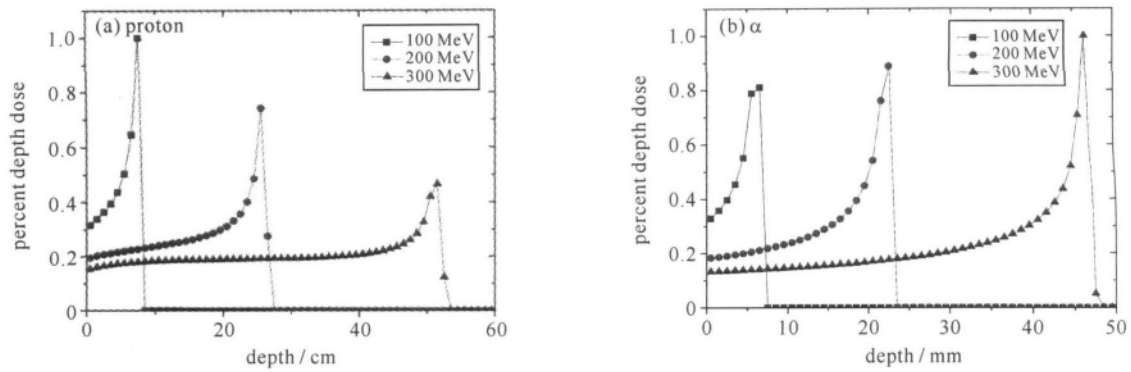 (a) proton
100 MeV
200 MeV
300 MeV
1.0
0.8
0.6
0.4
0.2
0
0 20 40 60
depth / cm
percent depth dose
(b) α
100 MeV
200 MeV
300 MeV
1.0
0.8
0.6
0.4
0.2
0
0 10 20 30 40 50
depth / mm
percent depth dose